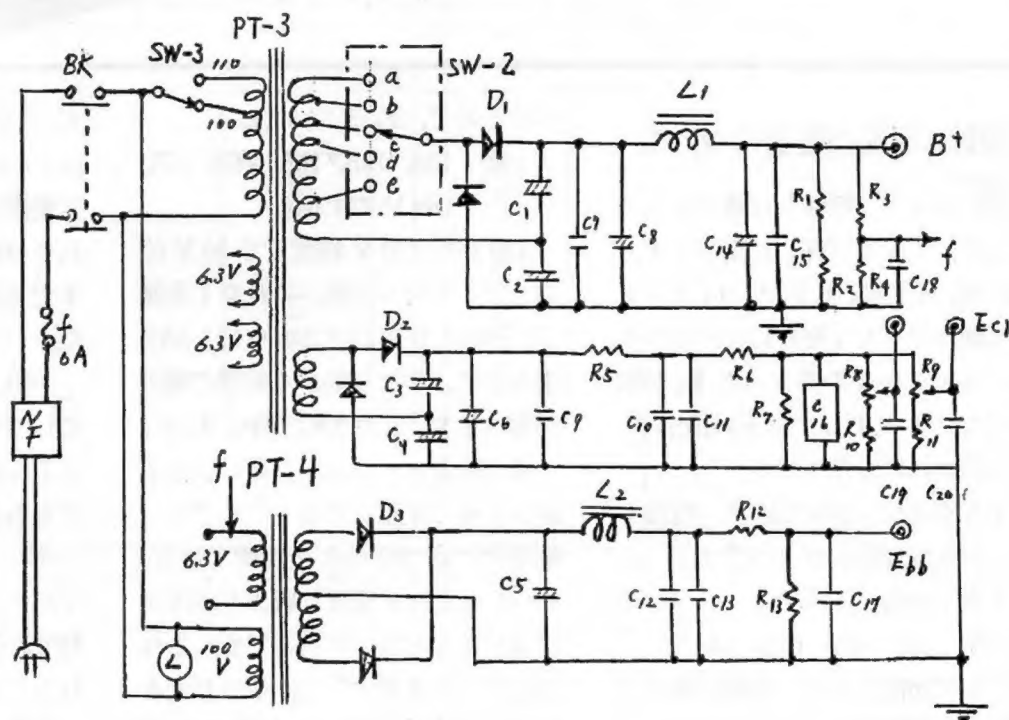 PT-3
BK
SW-3
110
100
a
b
c
d
e
SW-2
D1
L1
B+
C1
C2
C7
C8
C14
C15
R1
R2
R3
R4
C18
f
6.3V
6.3V
f
6A
N/F
D2
C3
C4
C6
C9
R5
C10
C11
R6
R7
C16
R8
R10
R9
R11
Ec1
C19
C20
f
PT-4
6.3V
100V
L
D3
C5
L2
C12
C13
R12
R13
C17
Ebb